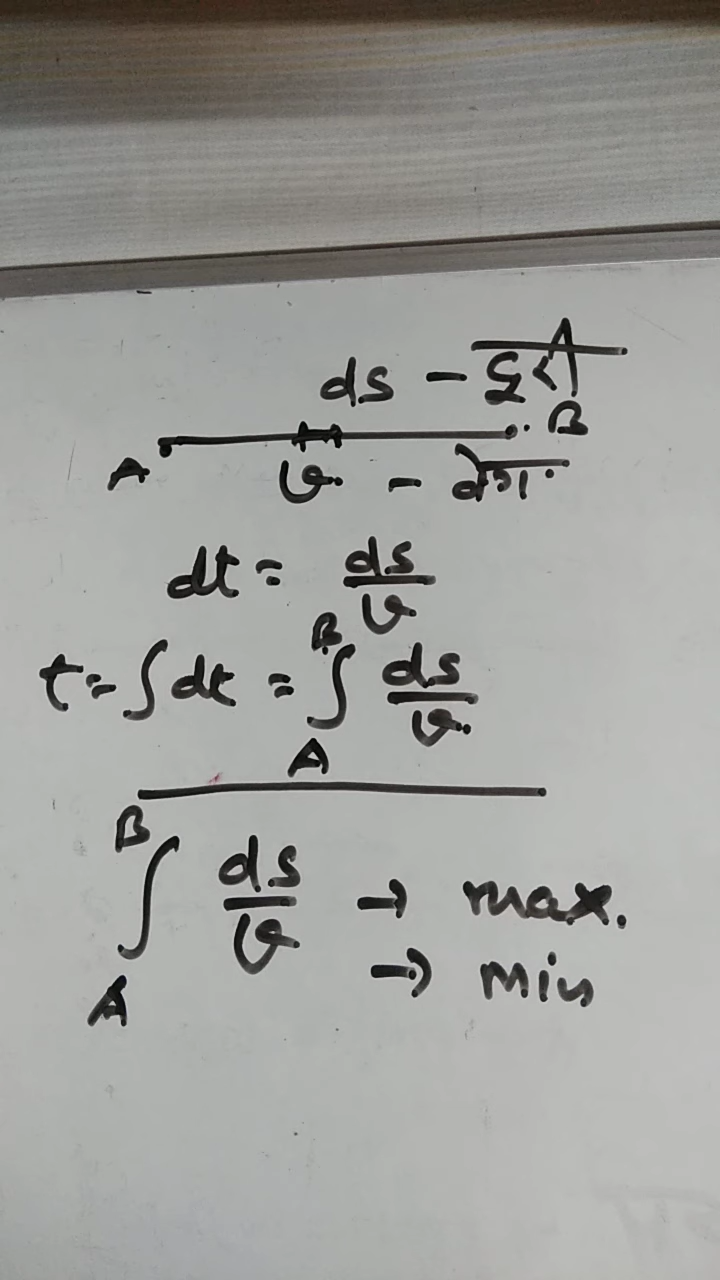 ds - दूरी
A B
v - वेग
dt = ds/v
t = ∫dt = ∫_A^B ds/v
∫_A^B ds/v → max.
→ min